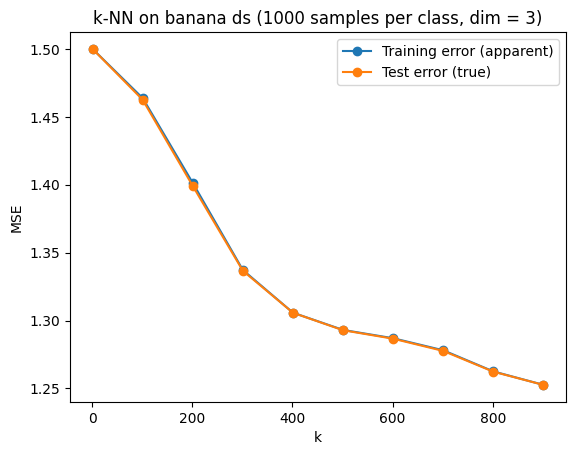 k-NN on banana ds (1000 samples per class, dim = 3)
Training error (apparent)
Test error (true)
1.50
1.45
1.40
1.35
1.30
1.25
MSE
0
200
400
600
800
k